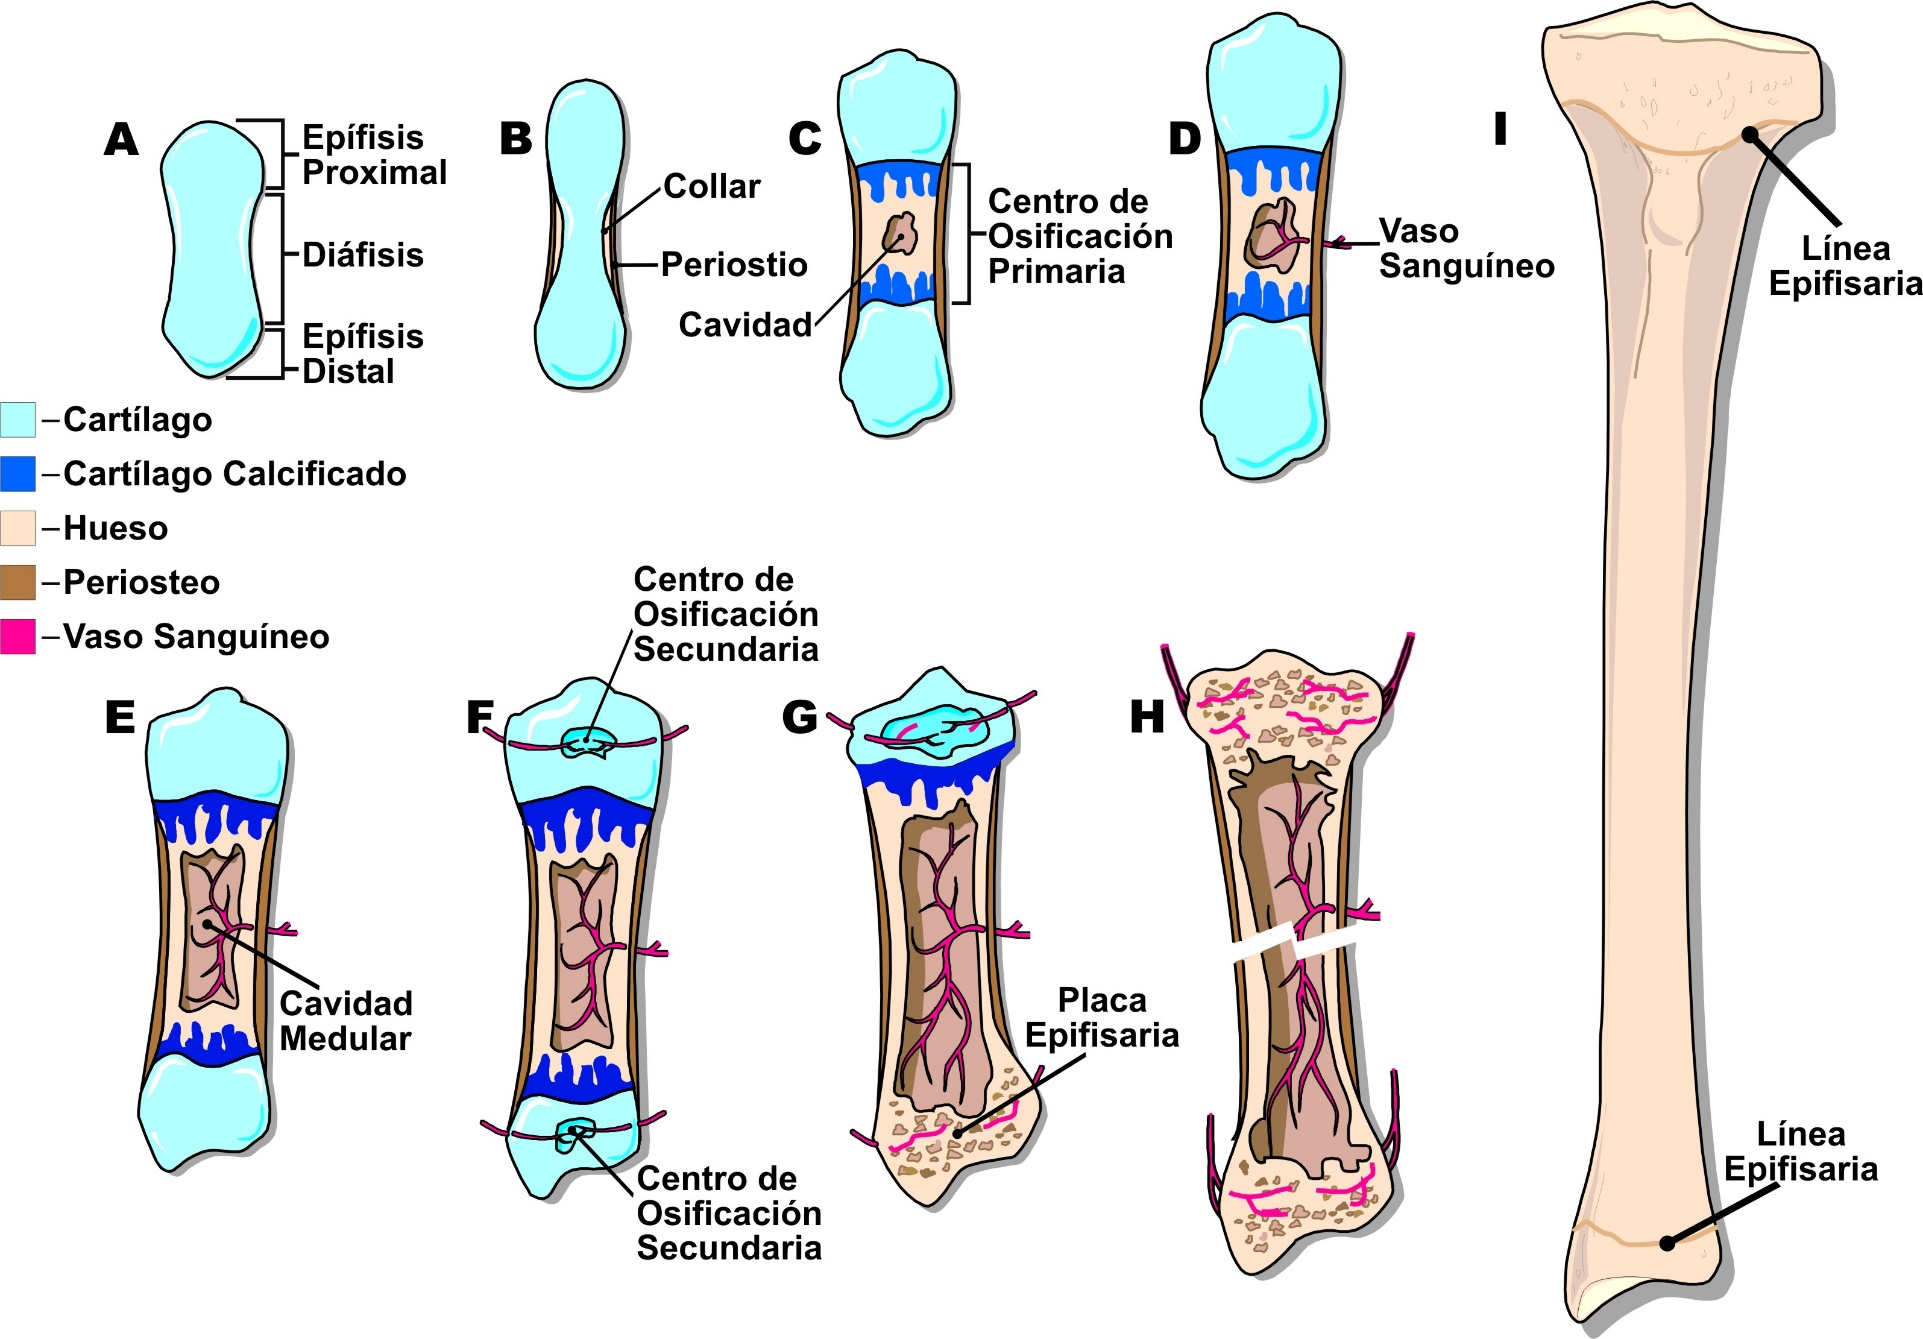 A
Epífisis
Proximal
Diáfisis
Epífisis
Distal
B
Collar
Periostio
C
Centro de
Osificación
Primaria
Cavidad
D
Vaso
Sanguíneo
I
Línea
Epifisaria
Cartílago
Cartílago Calcificado
Hueso
Periosteo
Vaso Sanguíneo
E
Cavidad
Medular
F
Centro de
Osificación
Secundaria
Centro de
Osificación
Secundaria
G
Placa
Epifisaria
H
Línea
Epifisaria